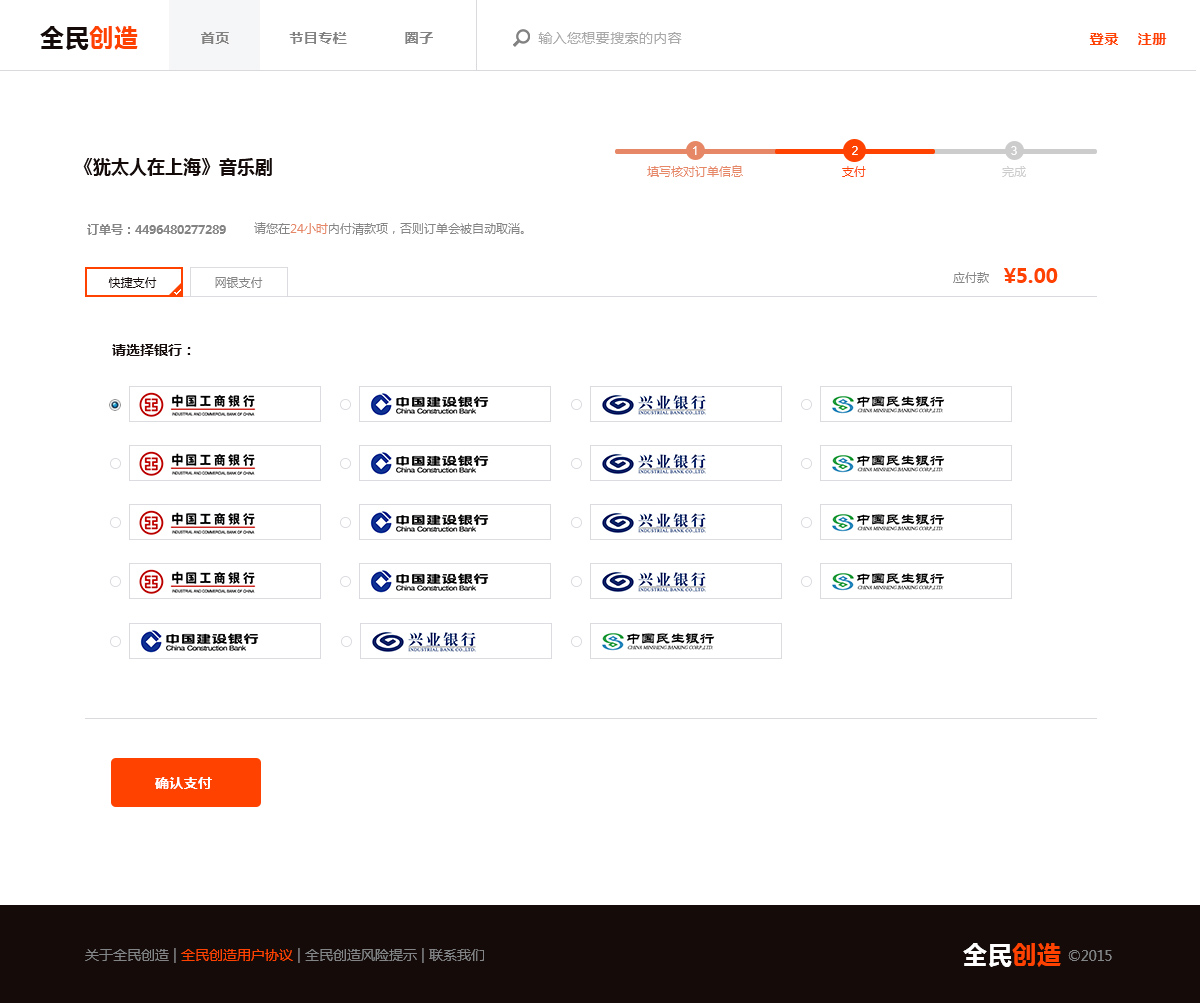 全民创造 首页 节目专栏 圈子 输入您想要搜索的内容 登录 注册
1 2 3
《犹太人在上海》音乐剧
填写核对订单信息 支付 完成
订单号：4496480277289 请您在24小时内付清款项，否则订单会被自动取消。
快捷支付 网银支付 应付款 ¥5.00
请选择银行：
中国工商银行 中国建设银行 兴业银行 中国民生银行
INDUSTRIAL AND COMMERCIAL BANK OF CHINA China Construction Bank INDUSTRIAL BANK CO.,LTD. CHINA MINSHENG BANKING CORP.,LTD.
中国工商银行 中国建设银行 兴业银行 中国民生银行
INDUSTRIAL AND COMMERCIAL BANK OF CHINA China Construction Bank INDUSTRIAL BANK CO.,LTD. CHINA MINSHENG BANKING CORP.,LTD.
中国工商银行 中国建设银行 兴业银行 中国民生银行
INDUSTRIAL AND COMMERCIAL BANK OF CHINA China Construction Bank INDUSTRIAL BANK CO.,LTD. CHINA MINSHENG BANKING CORP.,LTD.
中国工商银行 中国建设银行 兴业银行 中国民生银行
INDUSTRIAL AND COMMERCIAL BANK OF CHINA China Construction Bank INDUSTRIAL BANK CO.,LTD. CHINA MINSHENG BANKING CORP.,LTD.
中国建设银行 兴业银行 中国民生银行
China Construction Bank INDUSTRIAL BANK CO.,LTD. CHINA MINSHENG BANKING CORP.,LTD.
确认支付
关于全民创造 | 全民创造用户协议 | 全民创造风险提示 | 联系我们 全民创造 ©2015